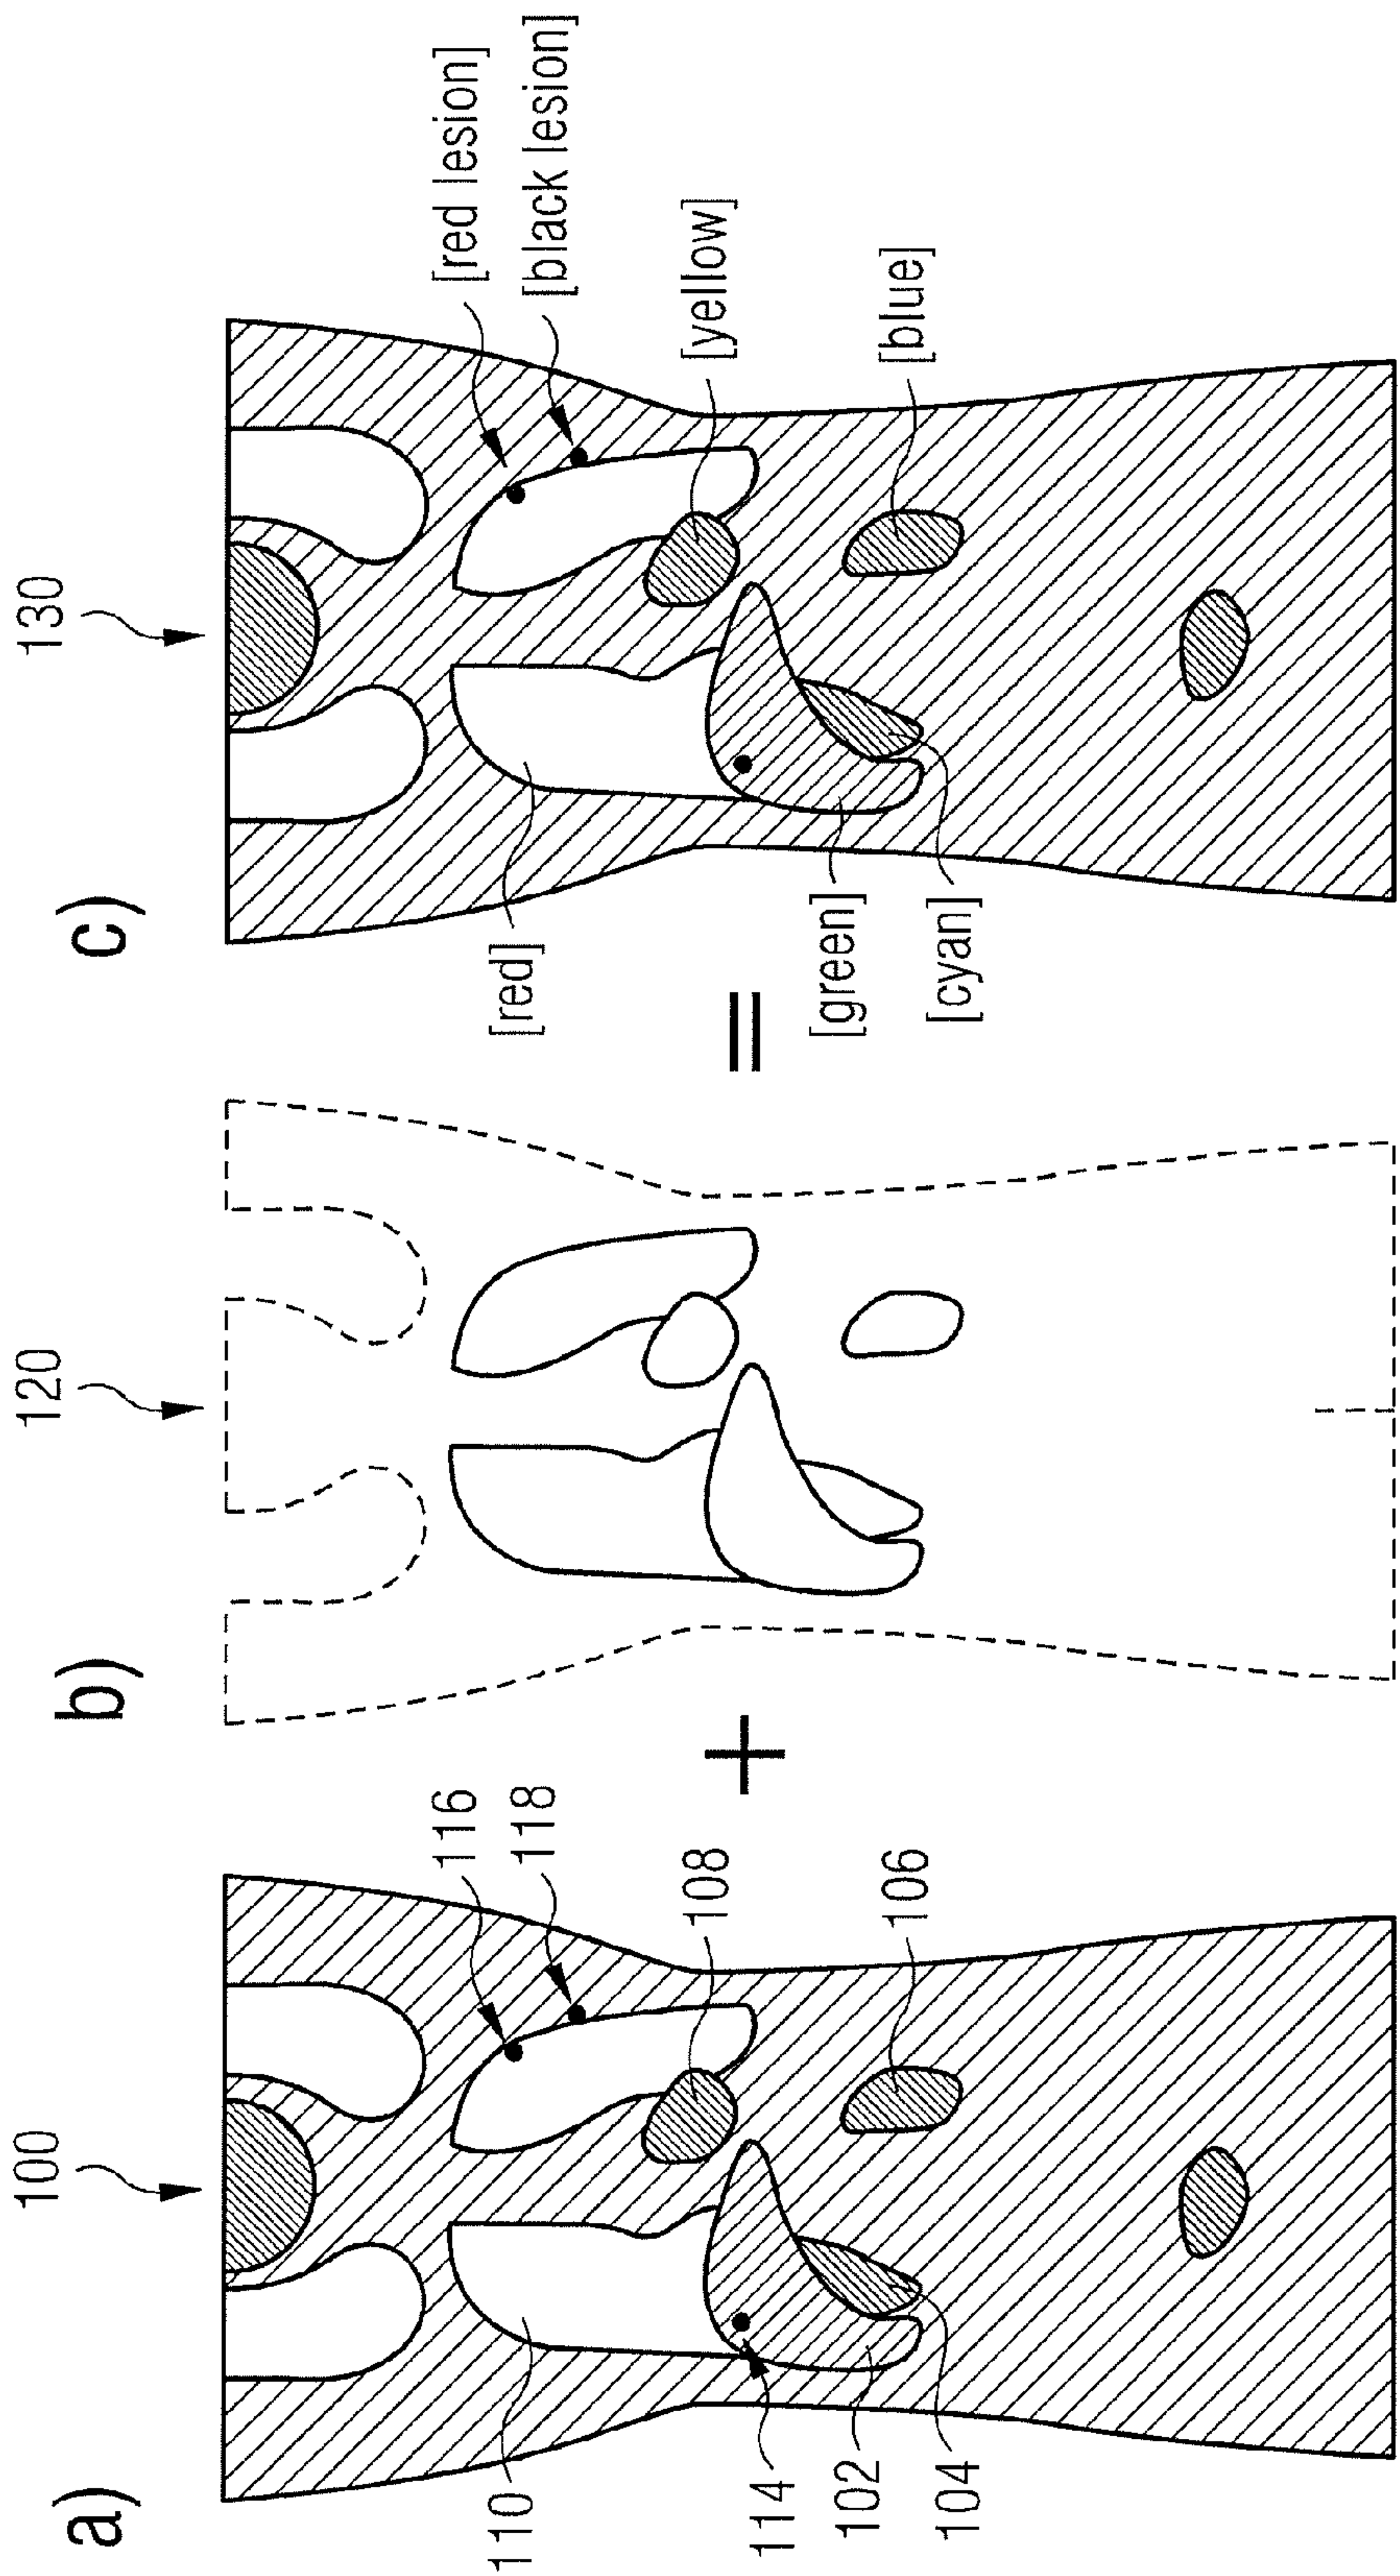 a)
100
110
114
102
104
116
118
108
106
+
b)
120
=
c)
130
[red]
[green]
[cyan]
[red lesion]
[black lesion]
[yellow]
[blue]